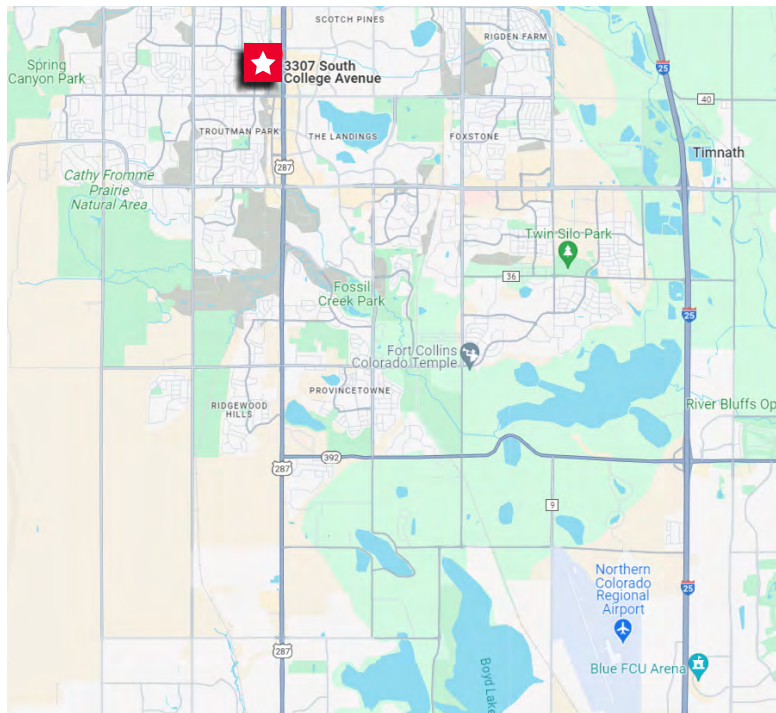 SCOTCH PINES
RIGDEN FARM
Spring
Canyon Park
3307 South
College Avenue
25
40
TROUTMAN PARK
THE LANDINGS
FOXSTONE
Timnath
287
Cathy Fromme
Prairie
Natural Area
Twin Silo Park
36
Fossil
Creek Park
25
Fort Collins
Colorado Temple
PROVINCETOWNE
RIDGEWOOD
HILLS
River Bluffs Op
392
287
9
Northern
Colorado
Regional
Airport
25
287
Boyd Lake
Blue FCU Arena